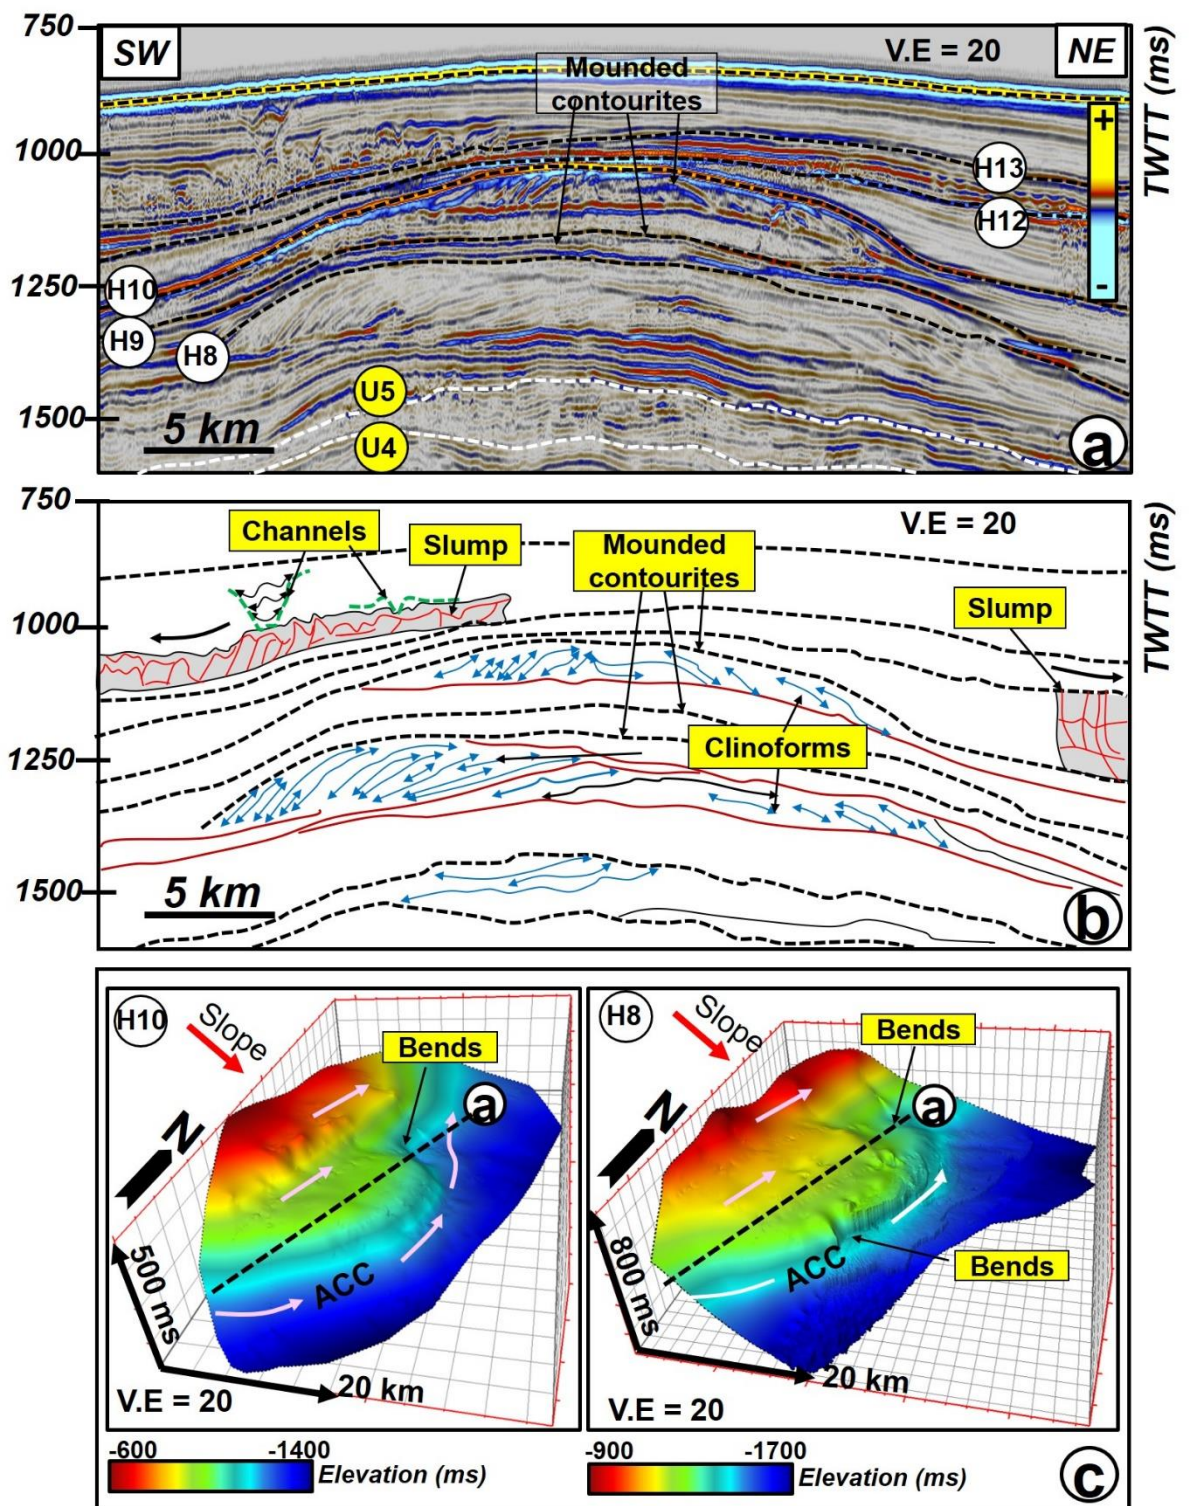 750
SW
V.E = 20
NE
TWTT (ms)
Mounded
contourites
+
-
1000
H13
H12
1250
H10
H9
H8
U5
1500
5 km
U4
a
750
V.E = 20
TWTT (ms)
Channels
Slump
Mounded
contourites
Slump
1000
1250
Clinoforms
1500
5 km
b
H10
Slope
Bends
a
N
ACC
500 ms
20 km
V.E = 20
-600
-1400
Elevation (ms)
H8
Slope
Bends
a
N
ACC
Bends
800 ms
20 km
V.E = 20
-900
-1700
Elevation (ms)
c